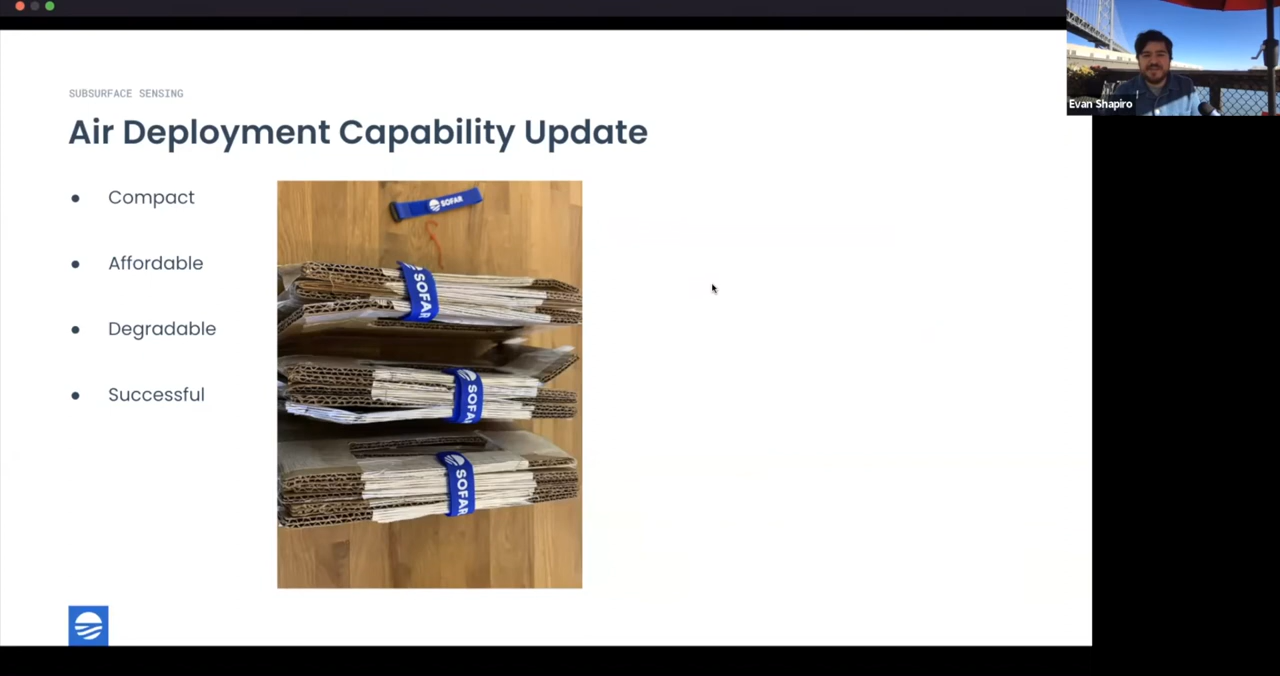 SUBSURFACE SENSING
Air Deployment Capability Update
Compact
Affordable
Degradable
Successful
SOFAR
SOFAR
SOFAR
SOFAR
Evan Shapiro